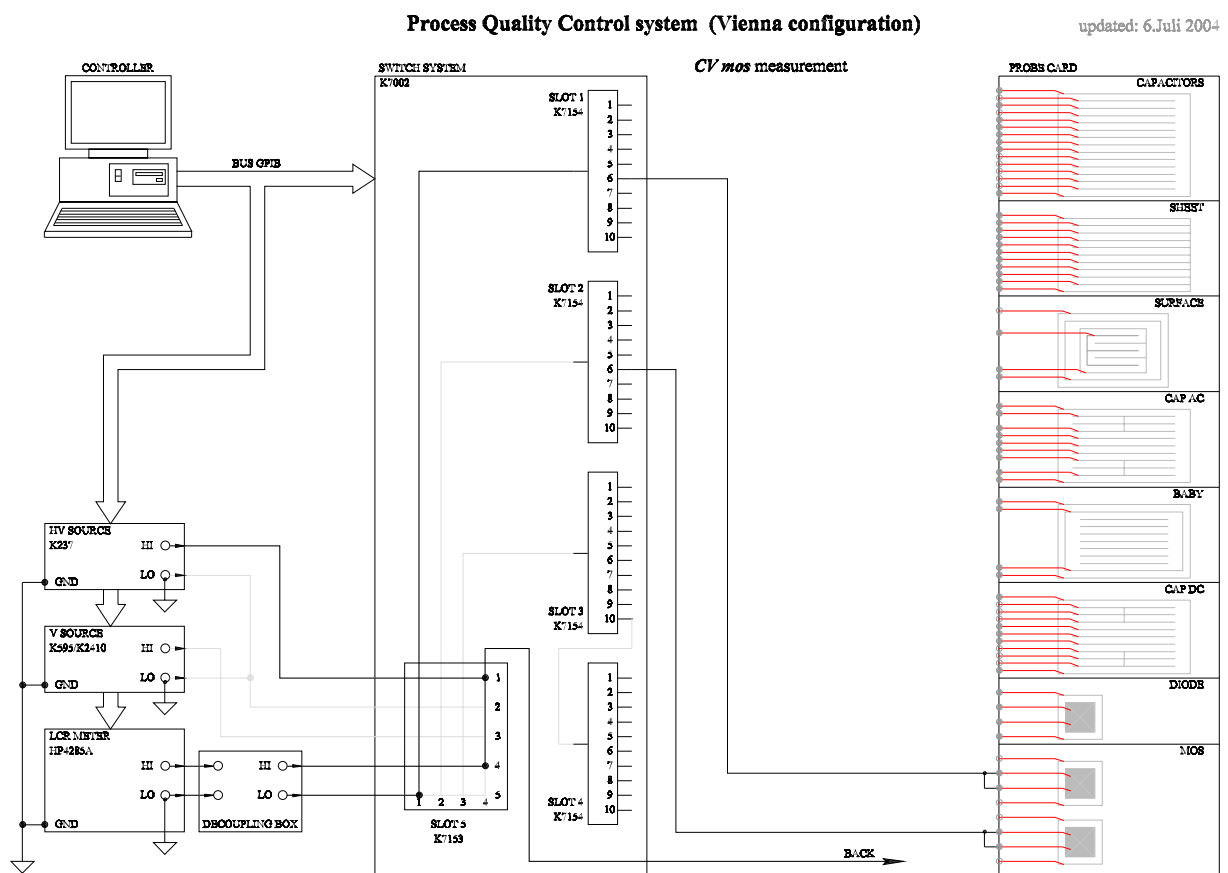 Process Quality Control system (Vienna configuration)
updated: 6.Juli 2004
CV mos measurement
CONTROLLER
BUS GPIB
SWITCH SYSTEM
K7002
SLOT 1
K7154
1
2
3
4
5
6
7
8
9
10
SLOT 2
K7154
1
2
3
4
5
6
7
8
9
10
SLOT 3
K7154
1
2
3
4
5
6
7
8
9
10
SLOT 4
K7154
1
2
3
4
5
6
7
8
9
10
HV SOURCE
K237
HI
LO
GND
V SOURCE
K595/K2410
HI
LO
GND
LCR METER
HP4285A
HI
LO
GND
HI
LO
DECOUPLING BOX
1
2
3
4
5
1 2 3 4
SLOT 5
K7153
BACK
PROBE CARD
CAPACITORS
SHEET
SURFACE
CAP AC
BABY
CAP DC
DIODE
MOS